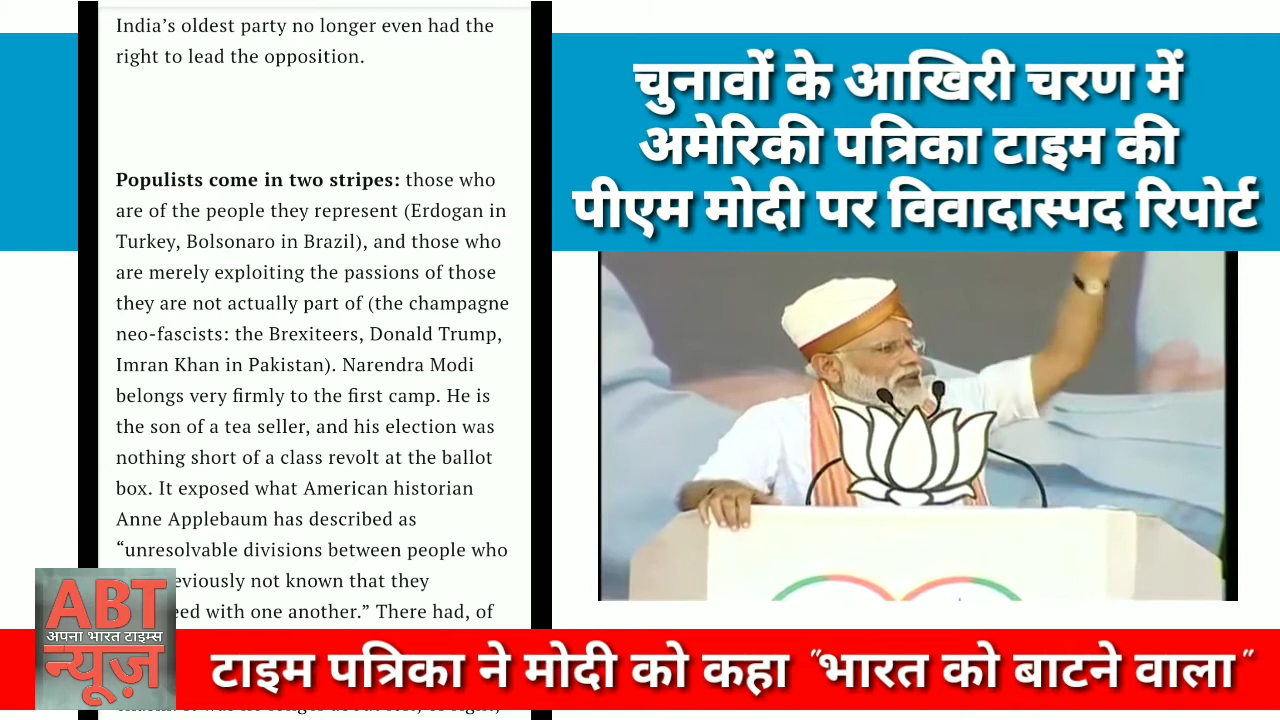 India’s oldest party no longer even had the
right to lead the opposition.
Populists come in two stripes: those who
are of the people they represent (Erdogan in
Turkey, Bolsonaro in Brazil), and those who
are merely exploiting the passions of those
they are not actually part of (the champagne
neo-fascists: the Brexiteers, Donald Trump,
Imran Khan in Pakistan). Narendra Modi
belongs very firmly to the first camp. He is
the son of a tea seller, and his election was
nothing short of a class revolt at the ballot
box. It exposed what American historian
Anne Applebaum has described as
“unresolvable divisions between people who
eviously not known that they
eed with one another.” There had, of
चुनावों के आखिरी चरण में
अमेरिकी पत्रिका टाइम की
पीएम मोदी पर विवादास्पद रिपोर्ट
ABT
अपना भारत टाइम्स
न्यूज़
टाइम पत्रिका ने मोदी को कहा "भारत को बाटने वाला"